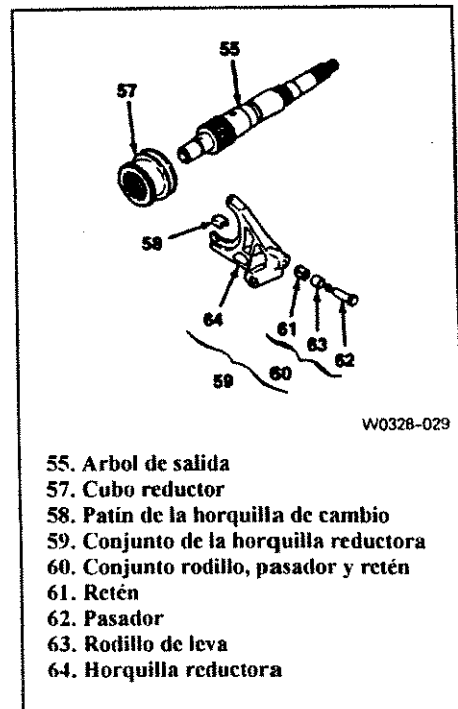 55
57
58
64
61
63
62
59
60
W0328-029
55. Arbol de salida
57. Cubo reductor
58. Patín de la horquilla de cambio
59. Conjunto de la horquilla reductora
60. Conjunto rodillo, pasador y retén
61. Retén
62. Pasador
63. Rodillo de leva
64. Horquilla reductora